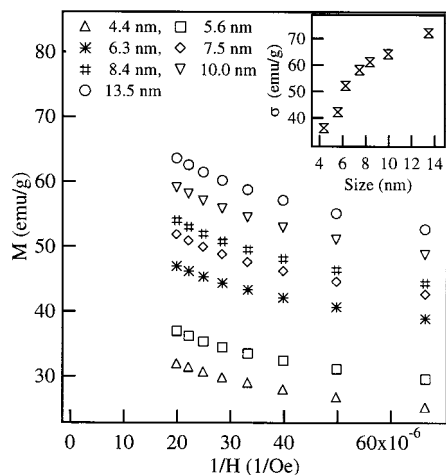 △ 4.4 nm, □ 5.6 nm
✳ 6.3 nm, ◇ 7.5 nm
# 8.4 nm, ▽ 10.0 nm
○ 13.5 nm
80
70
60
50
40
30
M (emu/g)
0
10
20
30
40
50
60x10⁻⁶
1/H (1/Oe)
70
60
50
40
σ (emu/g)
4 6 8 10 12 14
Size (nm)